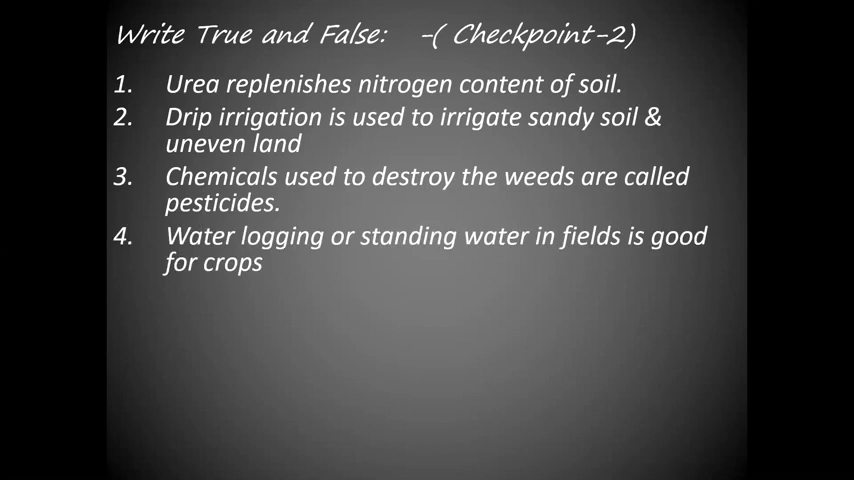 Write True and False:    -( Checkpoint-2)
1. Urea replenishes nitrogen content of soil.
2. Drip irrigation is used to irrigate sandy soil &
uneven land
3. Chemicals used to destroy the weeds are called
pesticides.
4. Water logging or standing water in fields is good
for crops